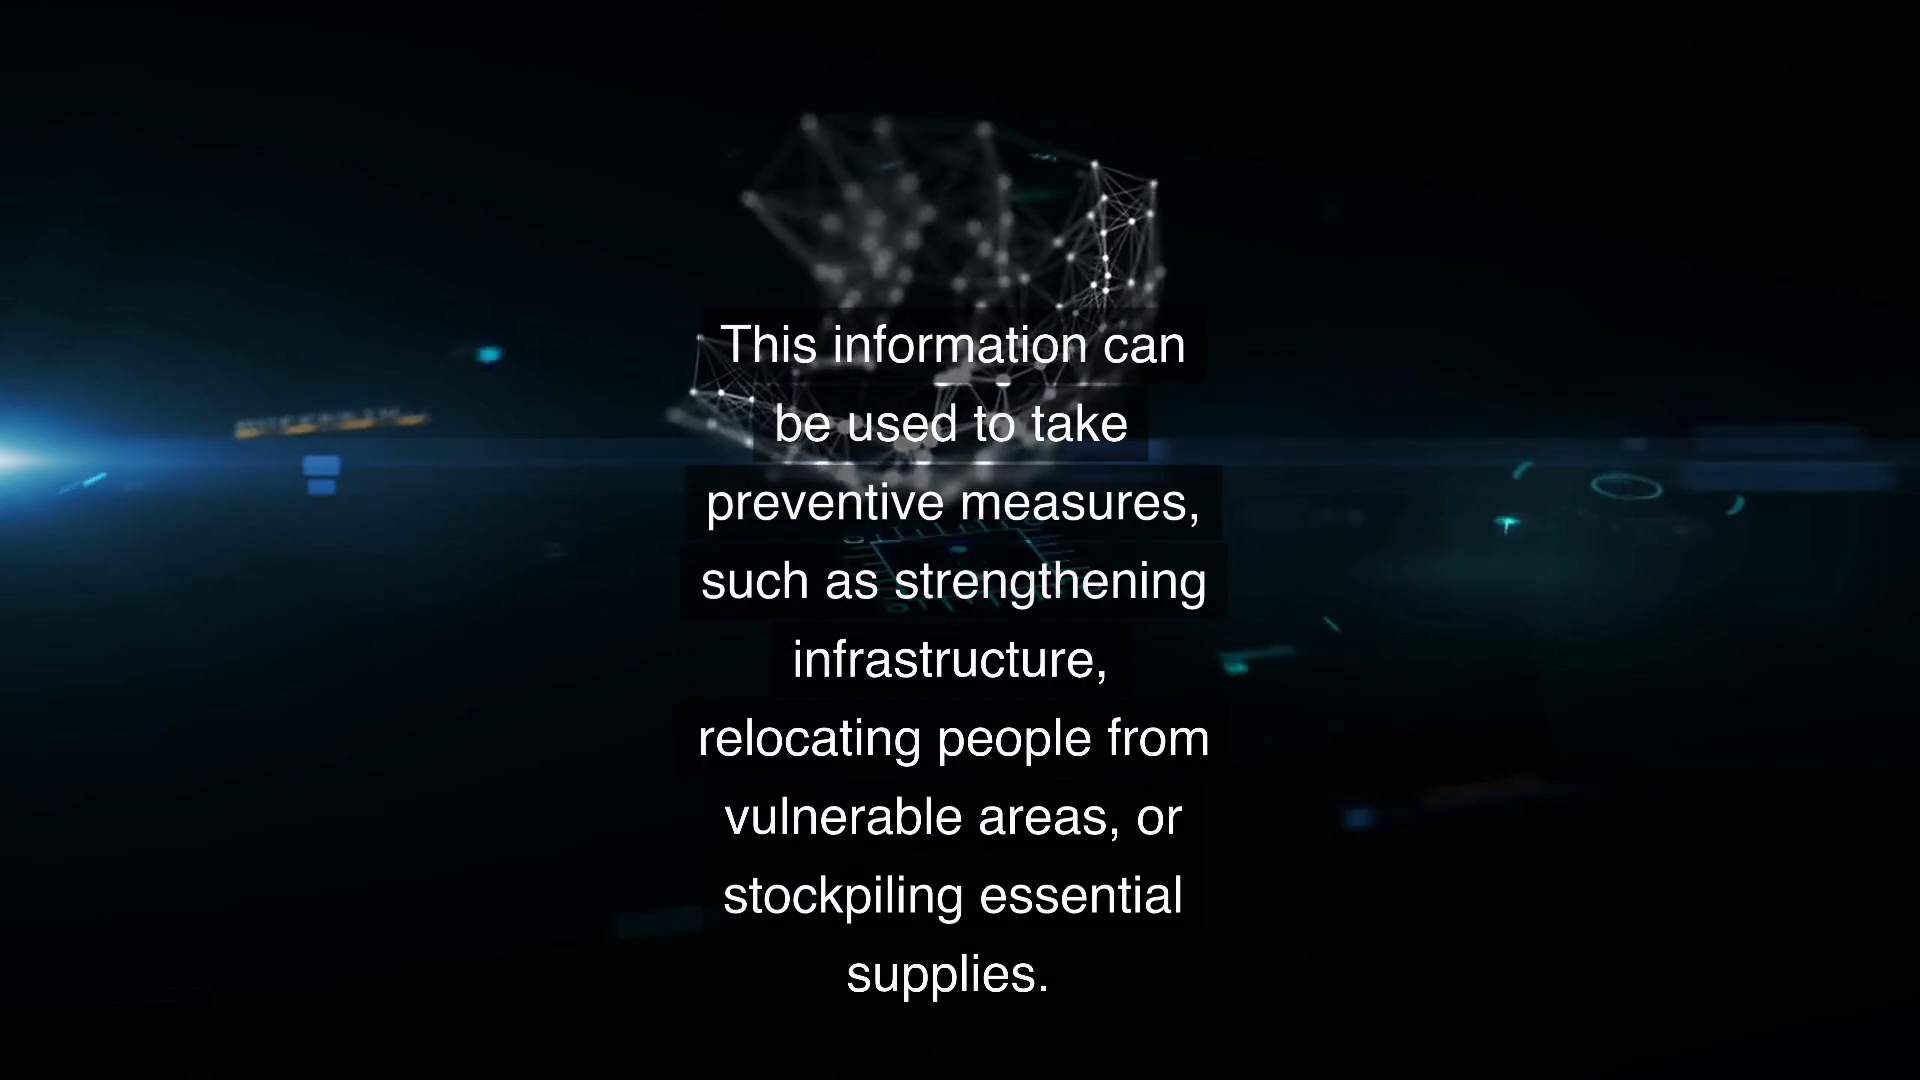 This information can
be used to take
preventive measures,
such as strengthening
infrastructure,
relocating people from
vulnerable areas, or
stockpiling essential
supplies.